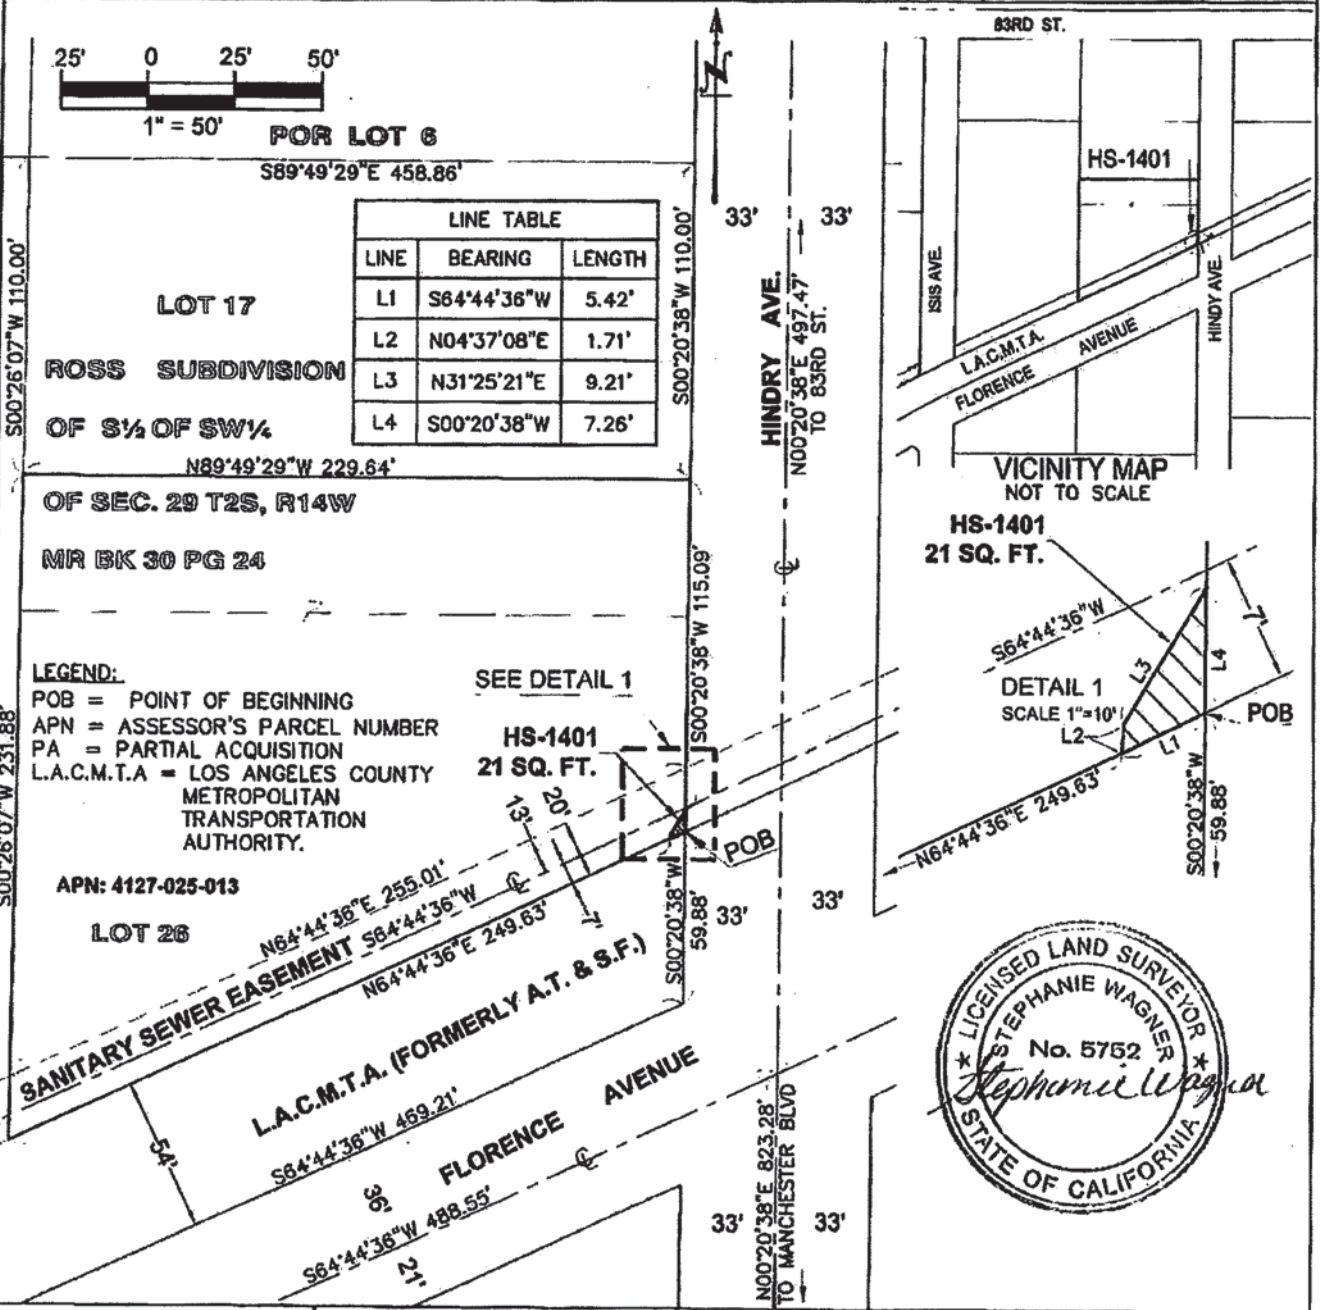 25' 0 25' 50'
1" = 50'
POR LOT 6
S89°49'29"E 458.86'
LINE TABLE
LINE BEARING LENGTH
L1 S64°44'36"W 5.42'
L2 N04°37'08"E 1.71'
L3 N31°25'21"E 9.21'
L4 S00°20'38"W 7.26'
S00°26'07"W 110.00'
S00°20'38"W 110.00'
LOT 17
ROSS SUBDIVISION
OF S½ OF SW¼
N89°49'29"W 229.64'
OF SEC. 29 T2S, R14W
MR BK 30 PG 24
33' 33'
HINDRY AVE.
N00°20'38"E 497.47'
TO 83RD ST.
S00°20'38"W 115.09'
LEGEND:
POB = POINT OF BEGINNING
APN = ASSESSOR'S PARCEL NUMBER
PA = PARTIAL ACQUISITION
L.A.C.M.T.A = LOS ANGELES COUNTY
METROPOLITAN
TRANSPORTATION
AUTHORITY.
S00°26'07"W 231.88'
APN: 4127-025-013
LOT 26
SEE DETAIL 1
HS-1401
21 SQ. FT.
13'
20'
7'
POB
N64°44'36"E 255.01'
SANITARY SEWER EASEMENT S64°44'36"W
N64°44'36"E 249.63'
S00°20'38"W
59.88'
33' 33'
L.A.C.M.T.A. (FORMERLY A.T. & S.F.)
54'
S64°44'36"W 469.21'
FLORENCE AVENUE
36'
S64°44'36"W 488.55'
21'
33' 33'
N00°20'38"E 823.28'
TO MANCHESTER BLVD
83RD ST.
HS-1401
ISIS AVE.
HINDY AVE.
L.A.C.M.T.A.
FLORENCE AVENUE
VICINITY MAP
NOT TO SCALE
HS-1401
21 SQ. FT.
S64°44'36"W
7'
L3
L4
DETAIL 1
SCALE 1"=10'
L2
L1
POB
N64°44'36"E 249.63'
S00°20'38"W
59.88'
LICENSED LAND SURVEYOR
STEPHANIE WAGNER
No. 5752
Stephanie Wagner
STATE OF CALIFORNIA